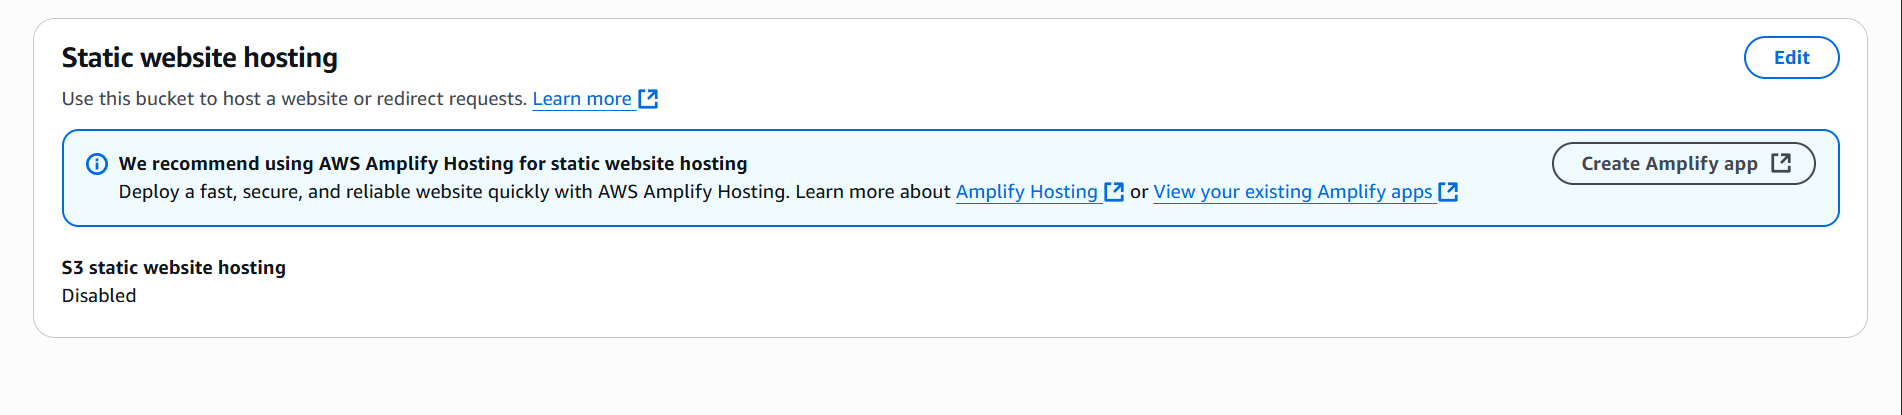 Static website hosting
Edit
Use this bucket to host a website or redirect requests. Learn more
We recommend using AWS Amplify Hosting for static website hosting
Create Amplify app
Deploy a fast, secure, and reliable website quickly with AWS Amplify Hosting. Learn more about Amplify Hosting or View your existing Amplify apps
S3 static website hosting
Disabled